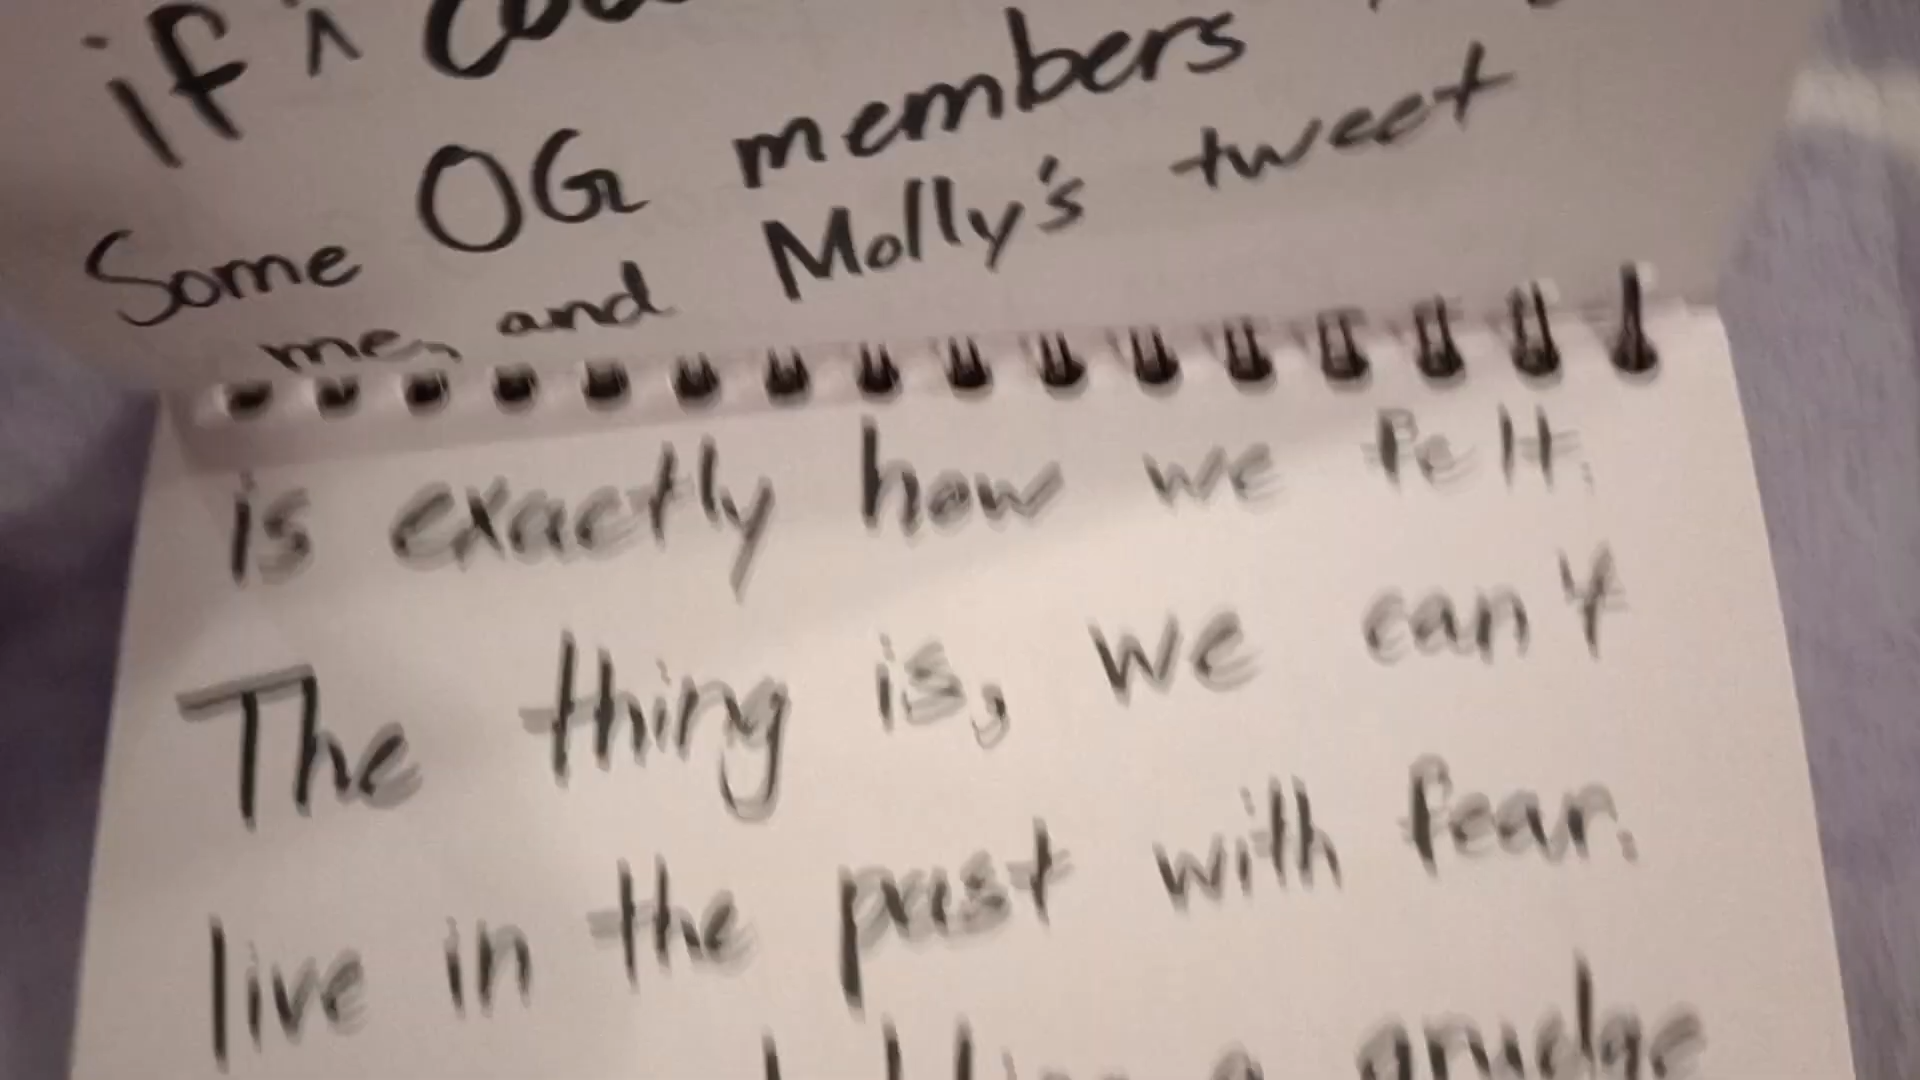 if ^
Some OG members
me, and Molly's tweet
is exactly how we felt.
The thing is, we can't
live in the past with fear.
a grudge